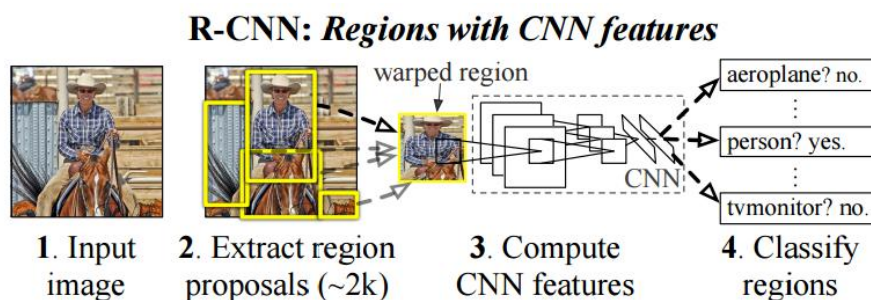 R-CNN: Regions with CNN features
warped region
aeroplane? no.
person? yes.
tvmonitor? no.
CNN
1. Input image
2. Extract region proposals (~2k)
3. Compute CNN features
4. Classify regions